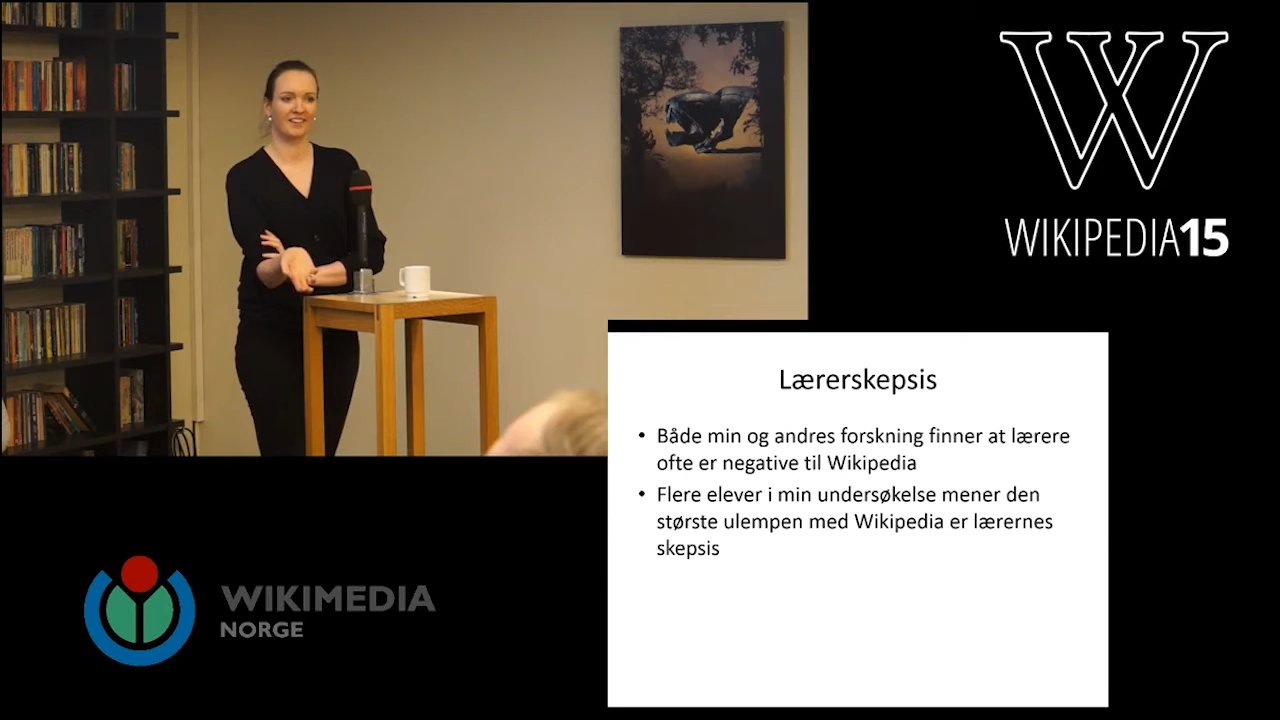 W
WIKIPEDIA15
Lærerskepsis
• Både min og andres forskning finner at lærere
ofte er negative til Wikipedia
• Flere elever i min undersøkelse mener den
største ulempen med Wikipedia er lærernes
skepsis
WIKIMEDIA
NORGE